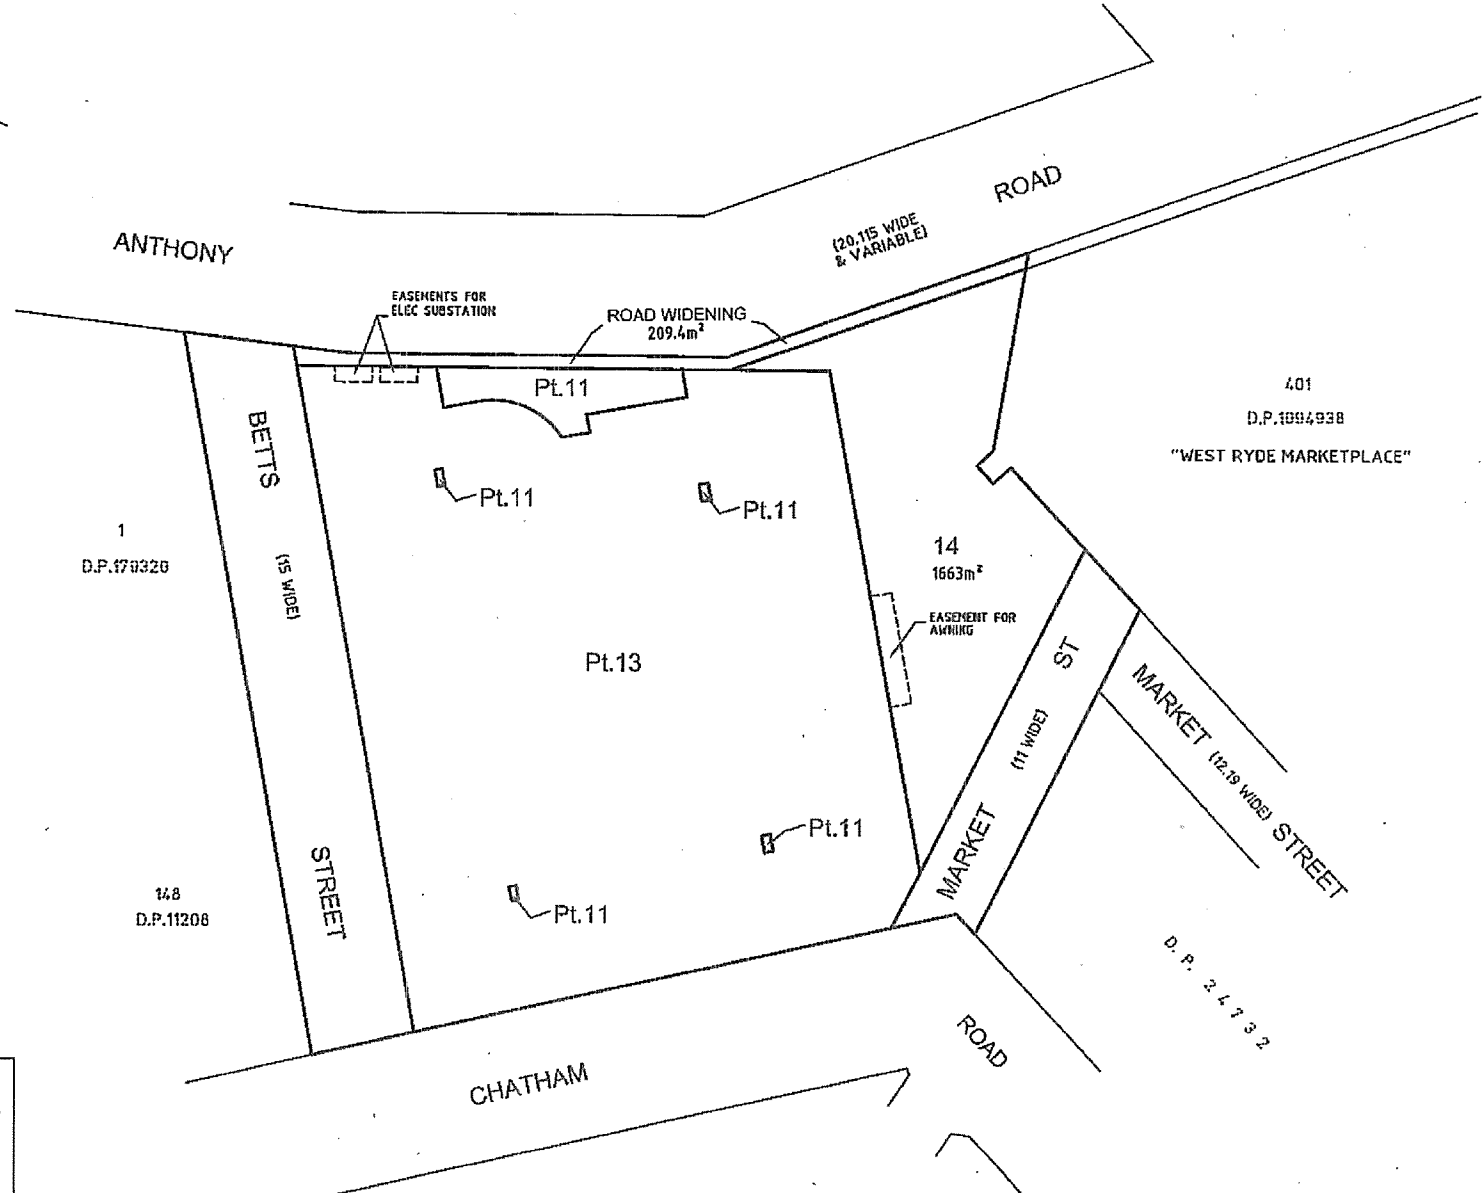 ROAD
(20.115 WIDE
& VARIABLE)
ANTHONY
EASEMENTS FOR
ELEC SUBSTATION
ROAD WIDENING
209.4m²
Pt.11
401
D.P.1094938
"WEST RYDE MARKETPLACE"
BETTS
Pt.11
Pt.11
1
D.P.170320
(15 WIDE)
14
1663m²
EASEMENT FOR
AWNING
Pt.13
ST
(11 WIDE)
MARKET
MARKET
(12.19 WIDE)
STREET
Pt.11
STREET
148
D.P.11208
Pt.11
D. P. 24732
CHATHAM
ROAD